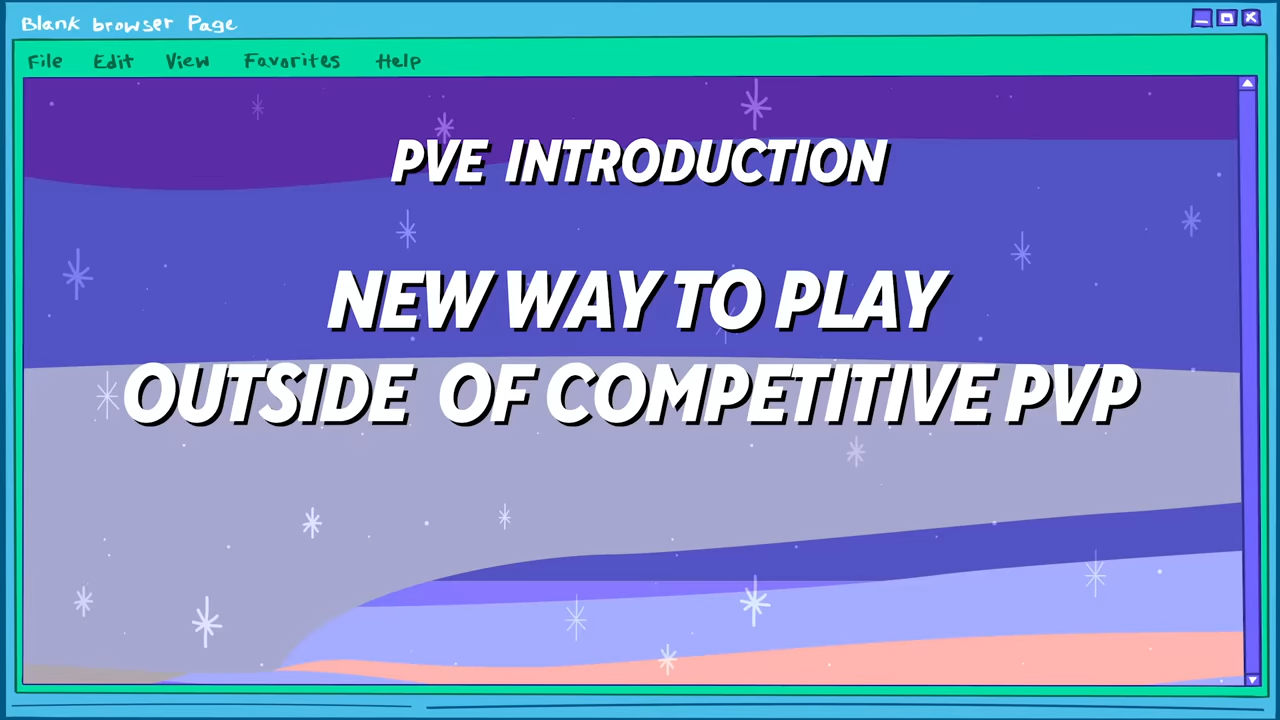 Blank browser Page
File Edit View Favorites Help
PVE INTRODUCTION
NEW WAY TO PLAY
OUTSIDE OF COMPETITIVE PVP